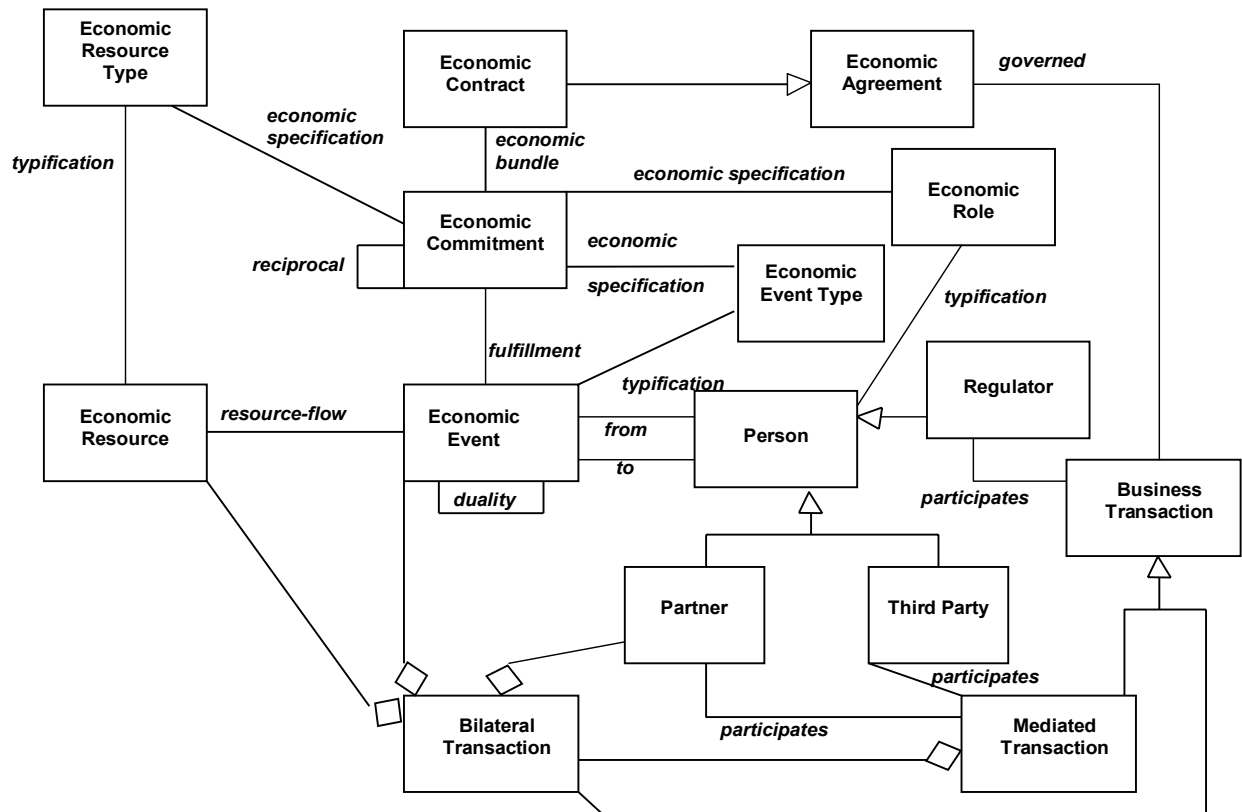 Economic
Resource
Type
Economic
Contract
Economic
Agreement
governed
economic
specification
typification
economic
bundle
economic specification
Economic
Role
Economic
Commitment
reciprocal
economic
specification
Economic
Event Type
typification
fulfillment
typification
Regulator
Economic
Resource
resource-flow
Economic
Event
from
to
Person
duality
participates
Business
Transaction
Partner
Third Party
participates
participates
Bilateral
Transaction
Mediated
Transaction